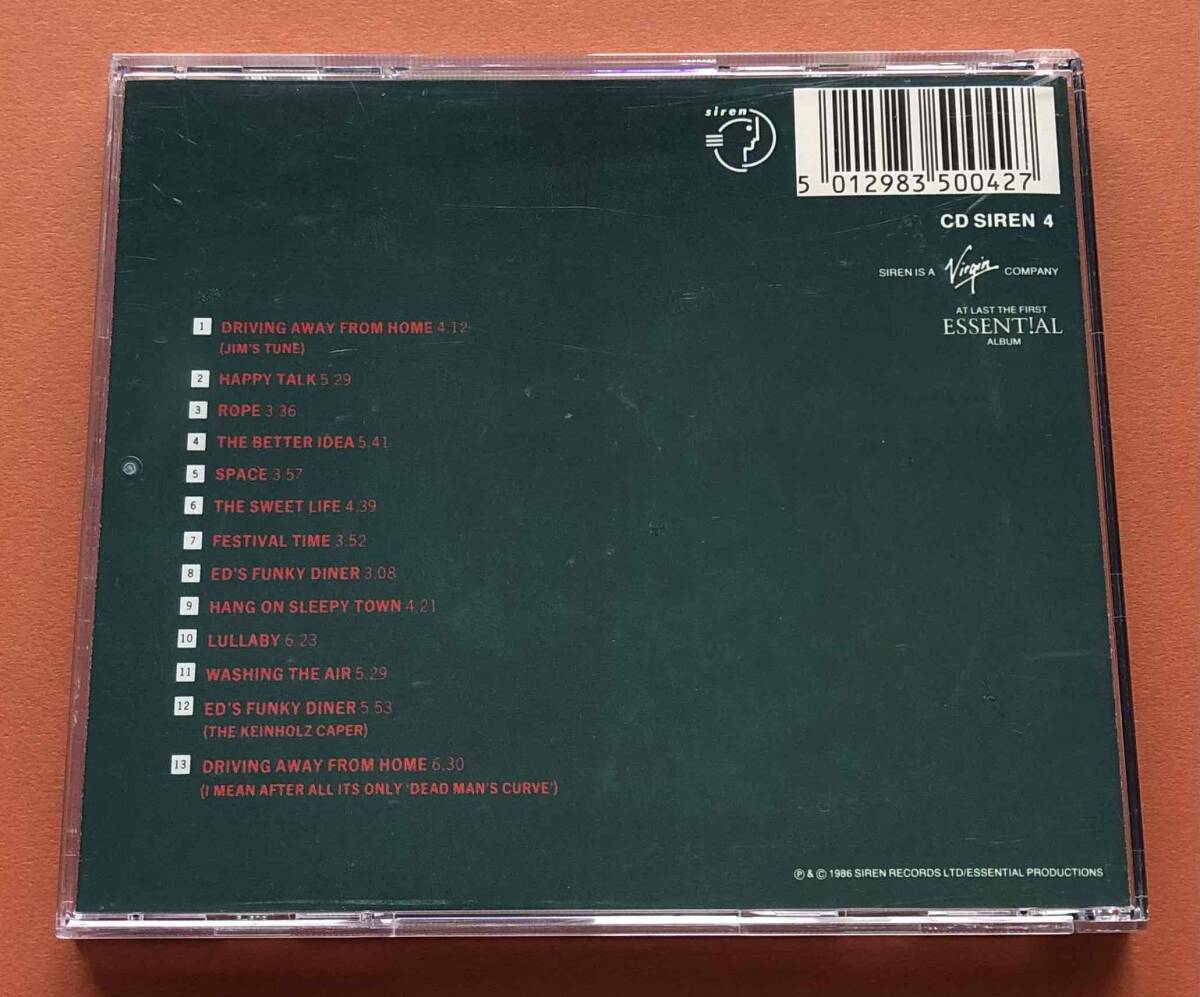 siren
5 012983 500427
CD SIREN 4
SIREN IS A Virgin COMPANY
AT LAST THE FIRST
ESSENT!AL
ALBUM
1 DRIVING AWAY FROM HOME 4.12
(JIM'S TUNE)
2 HAPPY TALK 5.29
3 ROPE 3.36
4 THE BETTER IDEA 5.41
5 SPACE 3.57
6 THE SWEET LIFE 4.39
7 FESTIVAL TIME 3.52
8 ED'S FUNKY DINER 3.08
9 HANG ON SLEEPY TOWN 4.21
10 LULLABY 6.23
11 WASHING THE AIR 5.29
12 ED'S FUNKY DINER 5.53
(THE KEINHOLZ CAPER)
13 DRIVING AWAY FROM HOME 6.30
(I MEAN AFTER ALL ITS ONLY 'DEAD MAN'S CURVE')
℗ & © 1986 SIREN RECORDS LTD/ESSENTIAL PRODUCTIONS